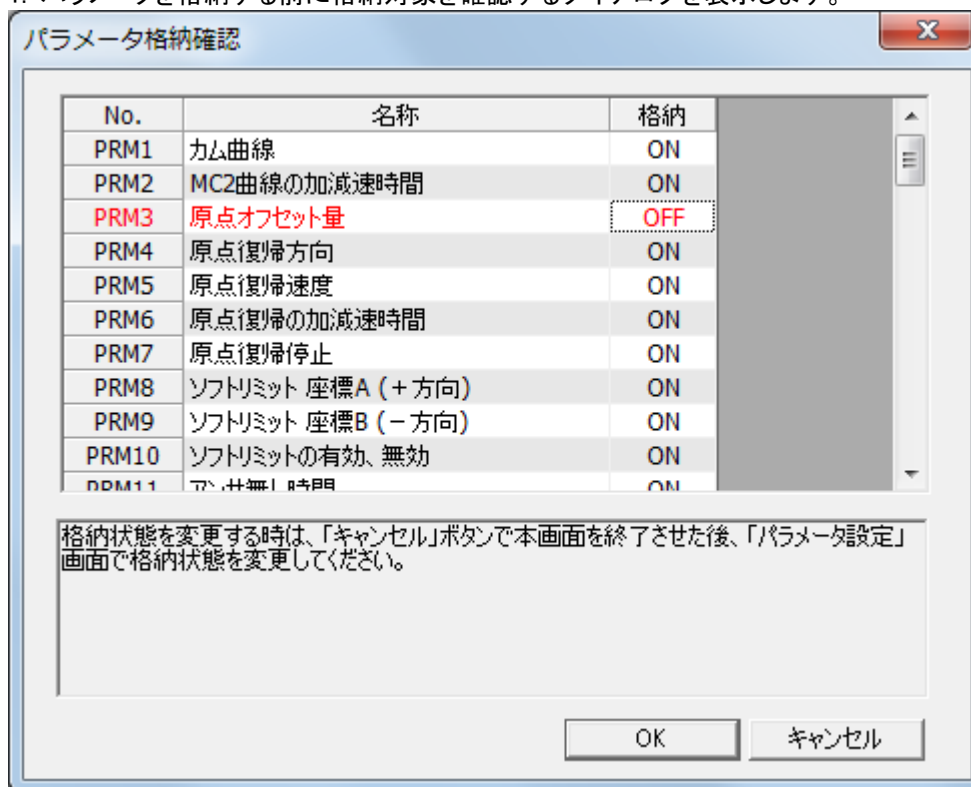 パラメータ格納確認
No. 名称 格納
PRM1 カム曲線 ON
PRM2 MC2曲線の加減速時間 ON
PRM3 原点オフセット量 OFF
PRM4 原点復帰方向 ON
PRM5 原点復帰速度 ON
PRM6 原点復帰の加減速時間 ON
PRM7 原点復帰停止 ON
PRM8 ソフトリミット 座標A (+方向) ON
PRM9 ソフトリミット 座標B (-方向) ON
PRM10 ソフトリミットの有効、無効 ON
PRM11 アンサ無し時間 ON
格納状態を変更する時は、「キャンセル」ボタンで本画面を終了させた後、「パラメータ設定」
画面で格納状態を変更してください。
OK キャンセル